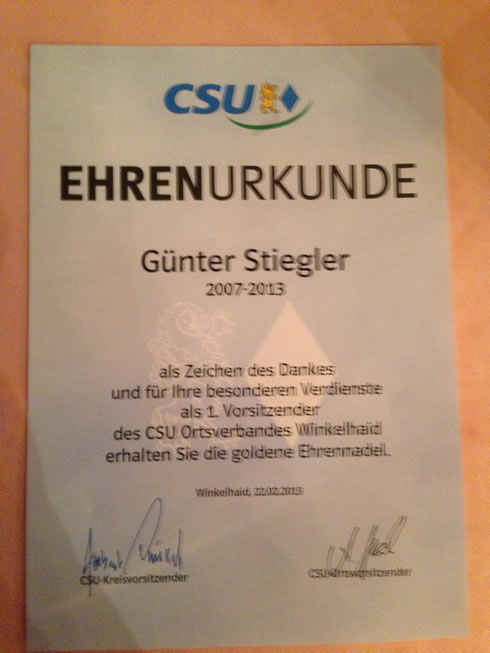 CSU
EHRENURKUNDE
Günter Stiegler
2007-2013
als Zeichen des Dankes
und für Ihre besonderen Verdienste
als 1. Vorsitzender
des CSU Ortsverbandes Winkelhaid
erhalten Sie die goldene Ehrennadel.
Winkelhaid, 22.02.2013
CSU-Kreisvorsitzender CSU-Ortsvorsitzender